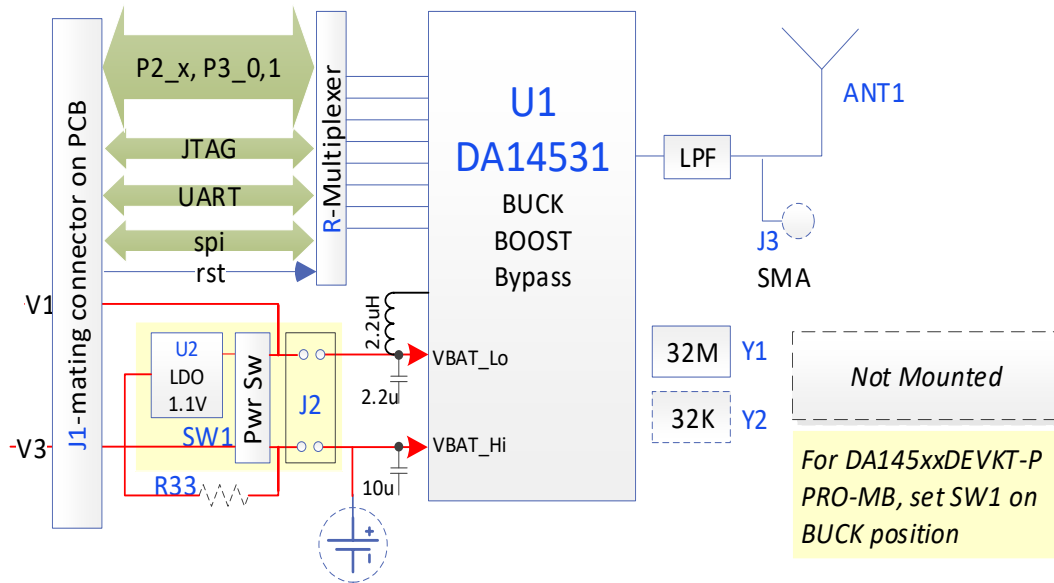 P2_x, P3_0,1
JTAG
UART
spi
rst
J1-mating connector on PCB
R-Multiplexer
U1
DA14531
BUCK
BOOST
Bypass
LPF
ANT1
J3
SMA
V1
V3
U2
LDO
1.1V
SW1
Pwr Sw
J2
R33
2.2uH
2.2u
10u
VBAT_Lo
VBAT_Hi
+
32M
Y1
32K
Y2
Not Mounted
For DA145xxDEVKT-P
PRO-MB, set SW1 on
BUCK position